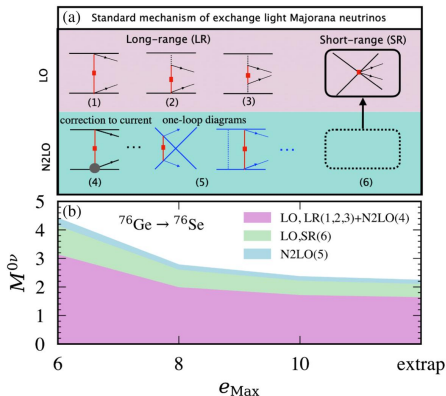 (a) Standard mechanism of exchange light Majorana neutrinos
Long-range (LR)
Short-range (SR)
LO
(1)
(2)
(3)
correction to current
one-loop diagrams
N2LO
...
...
(4)
(5)
(6)
(b)
⁷⁶Ge → ⁷⁶Se
LO, LR(1,2,3)+N2LO(4)
LO,SR(6)
N2LO(5)
M⁰ᵛ
5
4
3
2
1
0
6
8
10
extrap
eMax